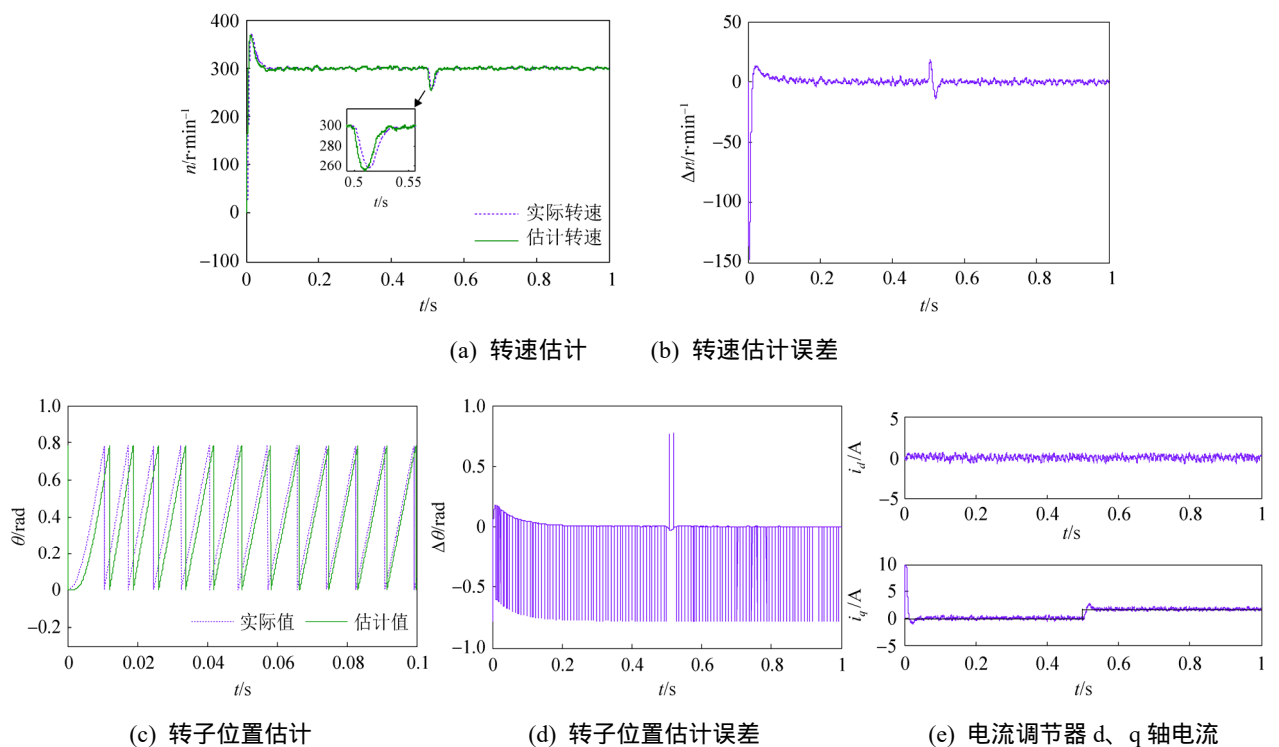 400
300
200
100
0
−100
n/r·min⁻¹
300
280
260
0.5 0.55
t/s
实际转速
估计转速
0 0.2 0.4 0.6 0.8 1
t/s
50
0
−50
−100
−150
Δn/r·min⁻¹
0 0.2 0.4 0.6 0.8 1
t/s
(a) 转速估计 (b) 转速估计误差
1.0
0.8
0.6
0.4
0.2
0
−0.2
θ/rad
实际值 估计值
0 0.02 0.04 0.06 0.08 0.1
t/s
1.0
0.5
0
−0.5
−1.0
Δθ/rad
0 0.2 0.4 0.6 0.8 1
t/s
5
0
−5
i_d/A
0 0.2 0.4 0.6 0.8 1
t/s
10
5
0
−5
i_q/A
0 0.2 0.4 0.6 0.8 1
t/s
(c) 转子位置估计 (d) 转子位置估计误差 (e) 电流调节器 d、q 轴电流